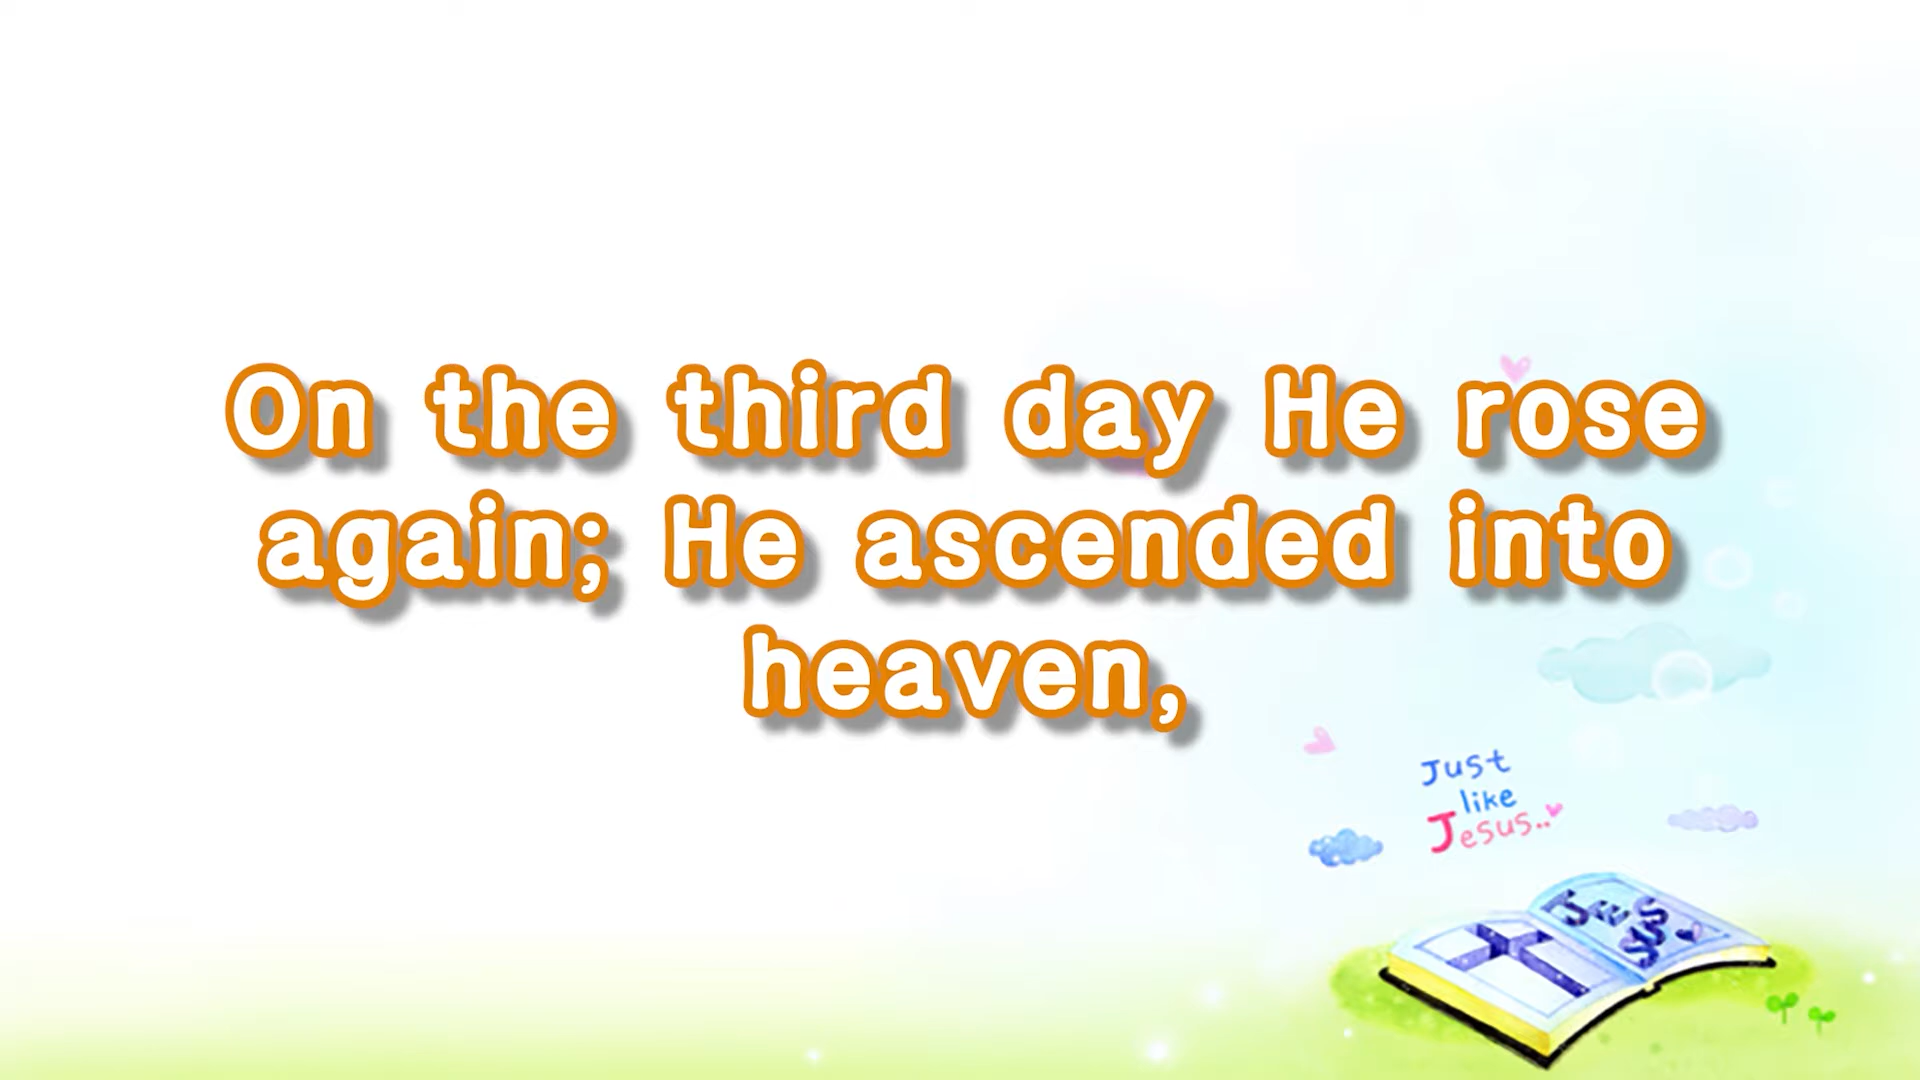 On the third day He rose
again; He ascended into
heaven,
Just
like
Jesus..